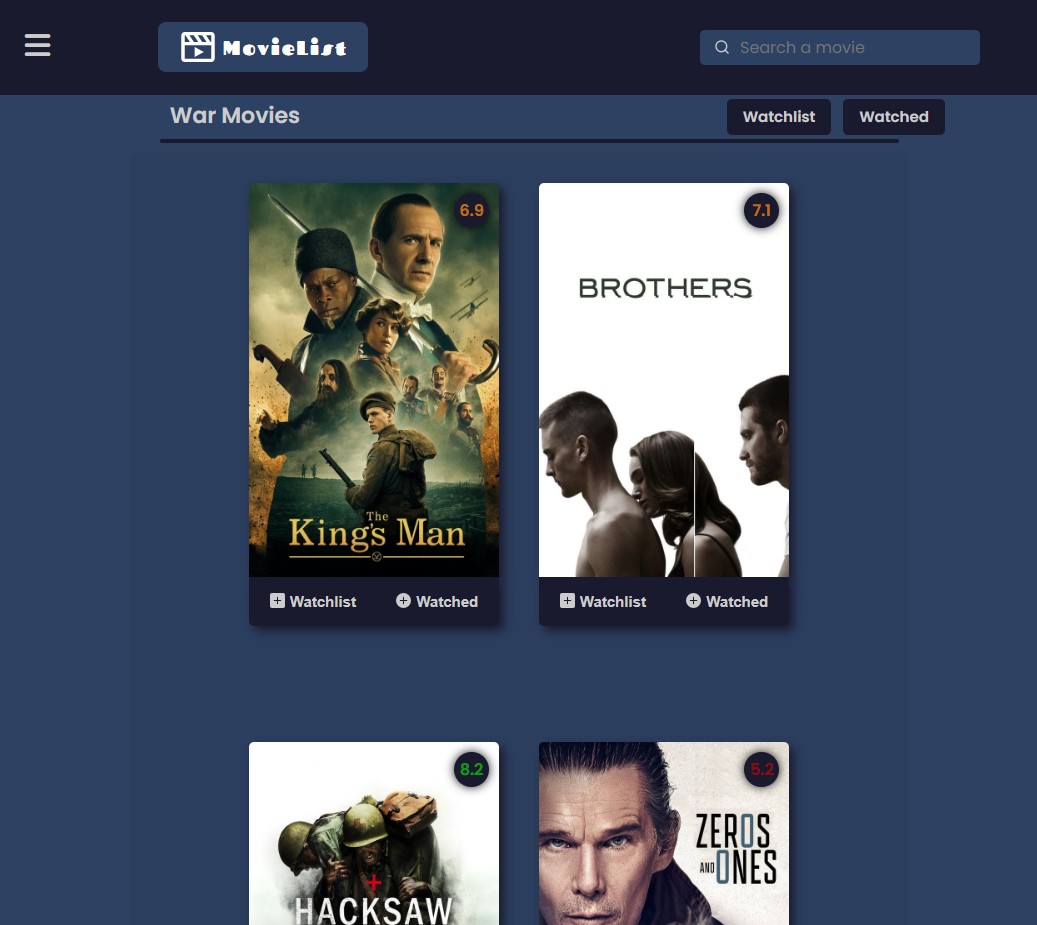 MovieList
Search a movie
War Movies
Watchlist
Watched
6.9
The
King's Man
Watchlist
Watched
7.1
BROTHERS
Watchlist
Watched
8.2
HACKSAW
5.2
ZEROS
AND ONES